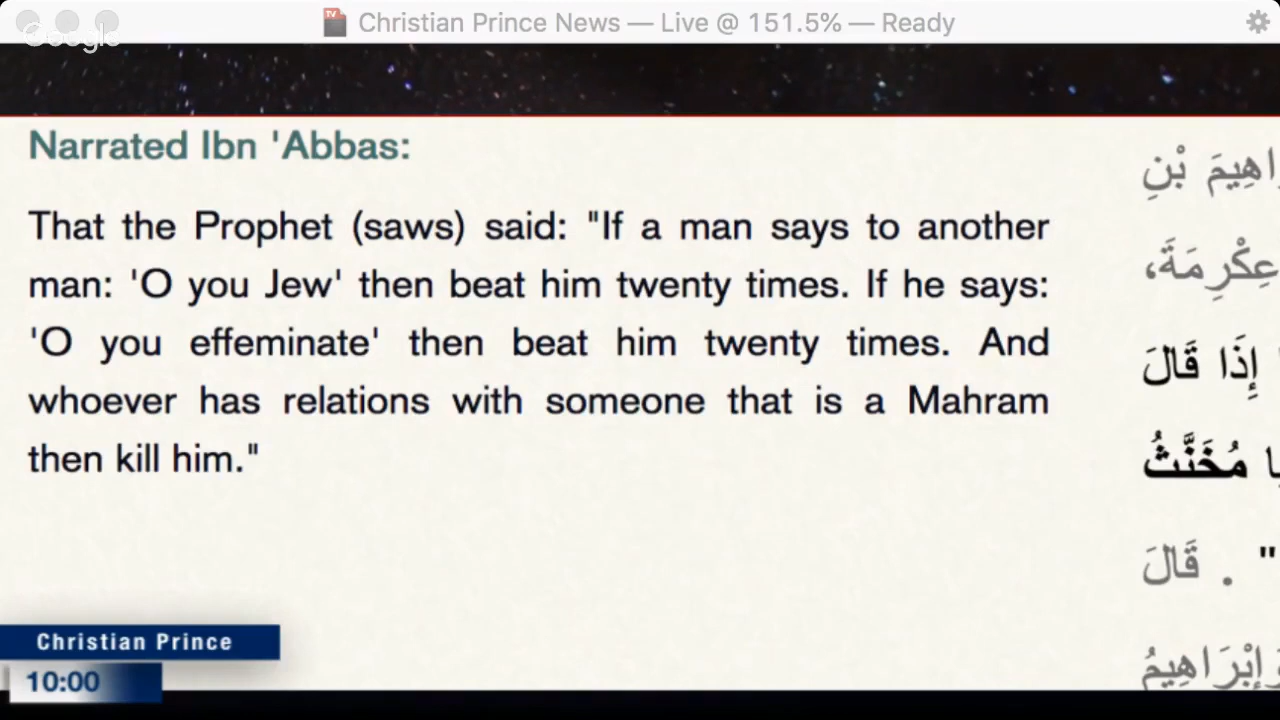 Christian Prince News — Live @ 151.5% — Ready
Google
Narrated Ibn 'Abbas:
That the Prophet (saws) said: "If a man says to another
man: 'O you Jew' then beat him twenty times. If he says:
'O you effeminate' then beat him twenty times. And
whoever has relations with someone that is a Mahram
then kill him."
بْنِ
عِكْرِمَةَ،
إِذَا قَالَ
مُخَنَّثُ
" . قَالَ
وَإِبْرَاهِيمُ
Christian Prince
10:00